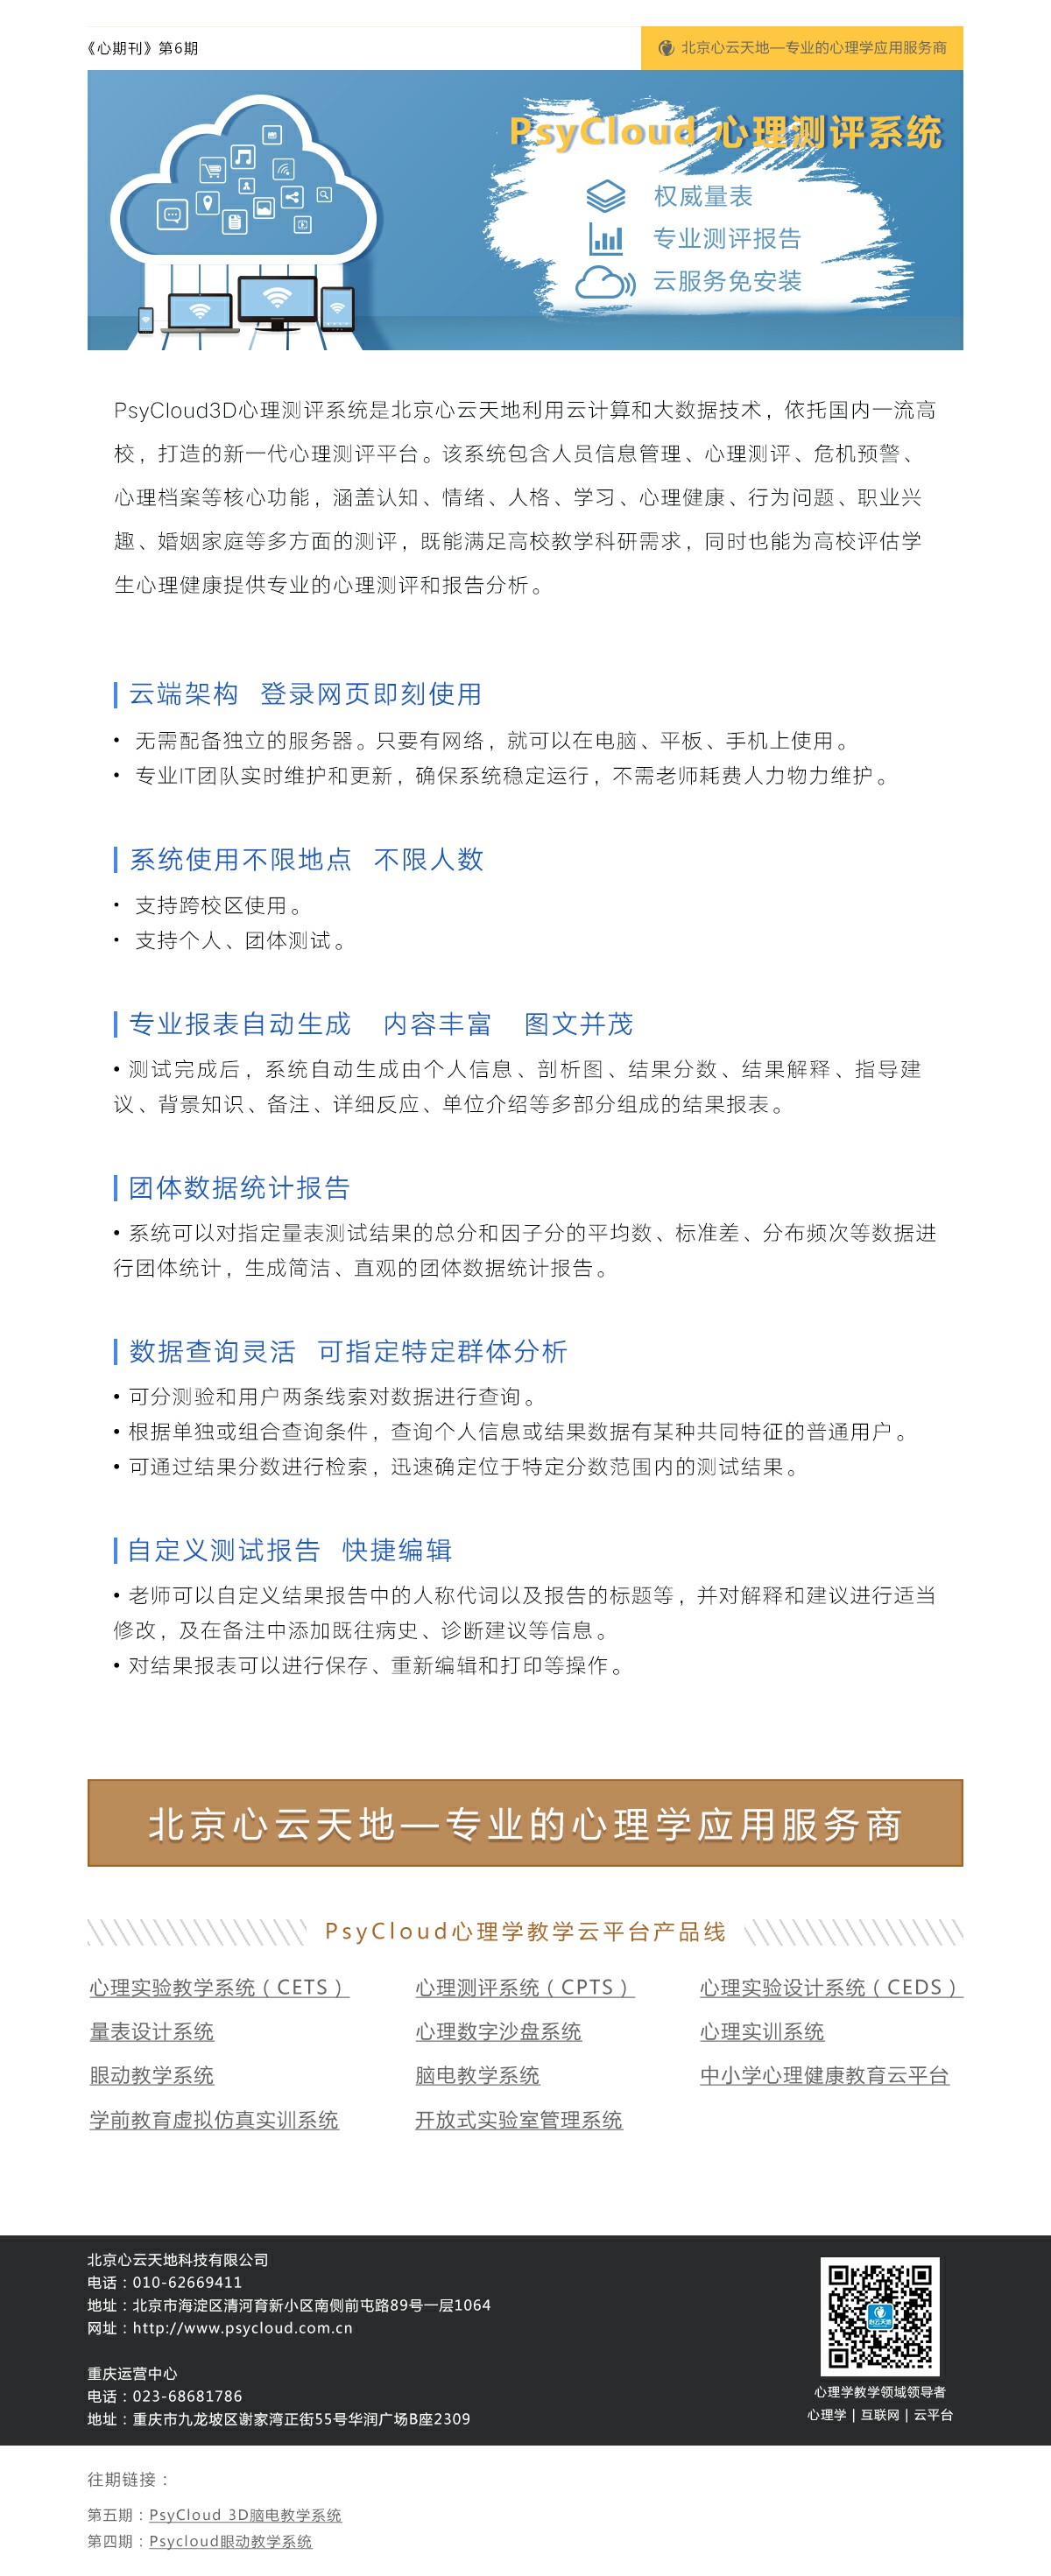 《心期刊》第6期
北京心云天地—专业的心理学应用服务商
PsyCloud 心理测评系统
权威量表
专业测评报告
云服务免安装
PsyCloud3D心理测评系统是北京心云天地利用云计算和大数据技术，依托国内一流高
校，打造的新一代心理测评平台。该系统包含人员信息管理、心理测评、危机预警、
心理档案等核心功能，涵盖认知、情绪、人格、学习、心理健康、行为问题、职业兴
趣、婚姻家庭等多方面的测评，既能满足高校教学科研需求，同时也能为高校评估学
生心理健康提供专业的心理测评和报告分析。
云端架构 登录网页即刻使用
• 无需配备独立的服务器。只要有网络，就可以在电脑、平板、手机上使用。
• 专业IT团队实时维护和更新，确保系统稳定运行，不需老师耗费人力物力维护。
系统使用不限地点 不限人数
• 支持跨校区使用。
• 支持个人、团体测试。
专业报表自动生成 内容丰富 图文并茂
• 测试完成后，系统自动生成由个人信息、剖析图、结果分数、结果解释、指导建
议、背景知识、备注、详细反应、单位介绍等多部分组成的结果报表。
团体数据统计报告
• 系统可以对指定量表测试结果的总分和因子分的平均数、标准差、分布频次等数据进
行团体统计，生成简洁、直观的团体数据统计报告。
数据查询灵活 可指定特定群体分析
• 可分测验和用户两条线索对数据进行查询。
• 根据单独或组合查询条件，查询个人信息或结果数据有某种共同特征的普通用户。
• 可通过结果分数进行检索，迅速确定位于特定分数范围内的测试结果。
自定义测试报告 快捷编辑
• 老师可以自定义结果报告中的人称代词以及报告的标题等，并对解释和建议进行适当
修改，及在备注中添加既往病史、诊断建议等信息。
• 对结果报表可以进行保存、重新编辑和打印等操作。
北京心云天地—专业的心理学应用服务商
PsyCloud心理学教学云平台产品线
心理实验教学系统（CETS） 心理测评系统（CPTS） 心理实验设计系统（CEDS）
量表设计系统 心理数字沙盘系统 心理实训系统
眼动教学系统 脑电教学系统 中小学心理健康教育云平台
学前教育虚拟仿真实训系统 开放式实验室管理系统
北京心云天地科技有限公司
电话：010-62669411
地址：北京市海淀区清河育新小区南侧前屯路89号一层1064
网址：http://www.psycloud.com.cn
重庆运营中心
电话：023-68681786
地址：重庆市九龙坡区谢家湾正街55号华润广场B座2309
心云天地
心理学教学领域领导者
心理学 | 互联网 | 云平台
往期链接：
第五期：PsyCloud 3D脑电教学系统
第四期：Psycloud眼动教学系统